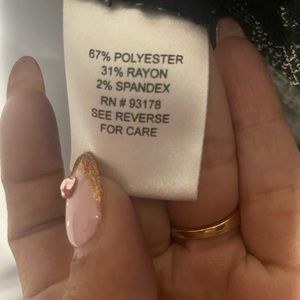 67% POLYESTER
31% RAYON
2% SPANDEX
RN # 93178
SEE REVERSE
FOR CARE